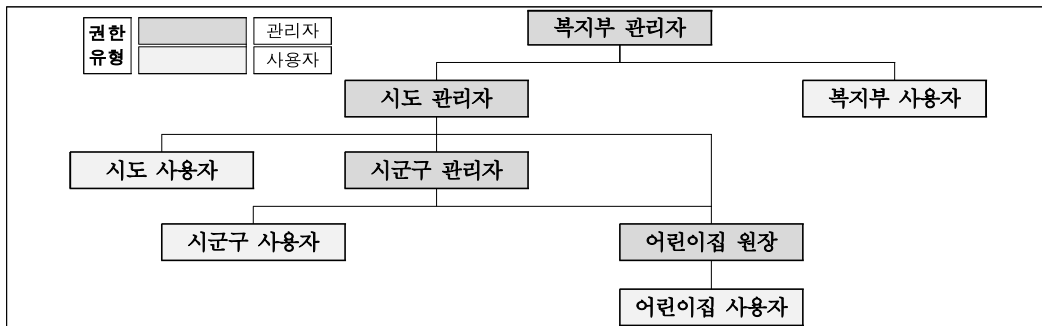 권한 관리자
유형 사용자
복지부 관리자
시도 관리자
복지부 사용자
시도 사용자
시군구 관리자
시군구 사용자
어린이집 원장
어린이집 사용자